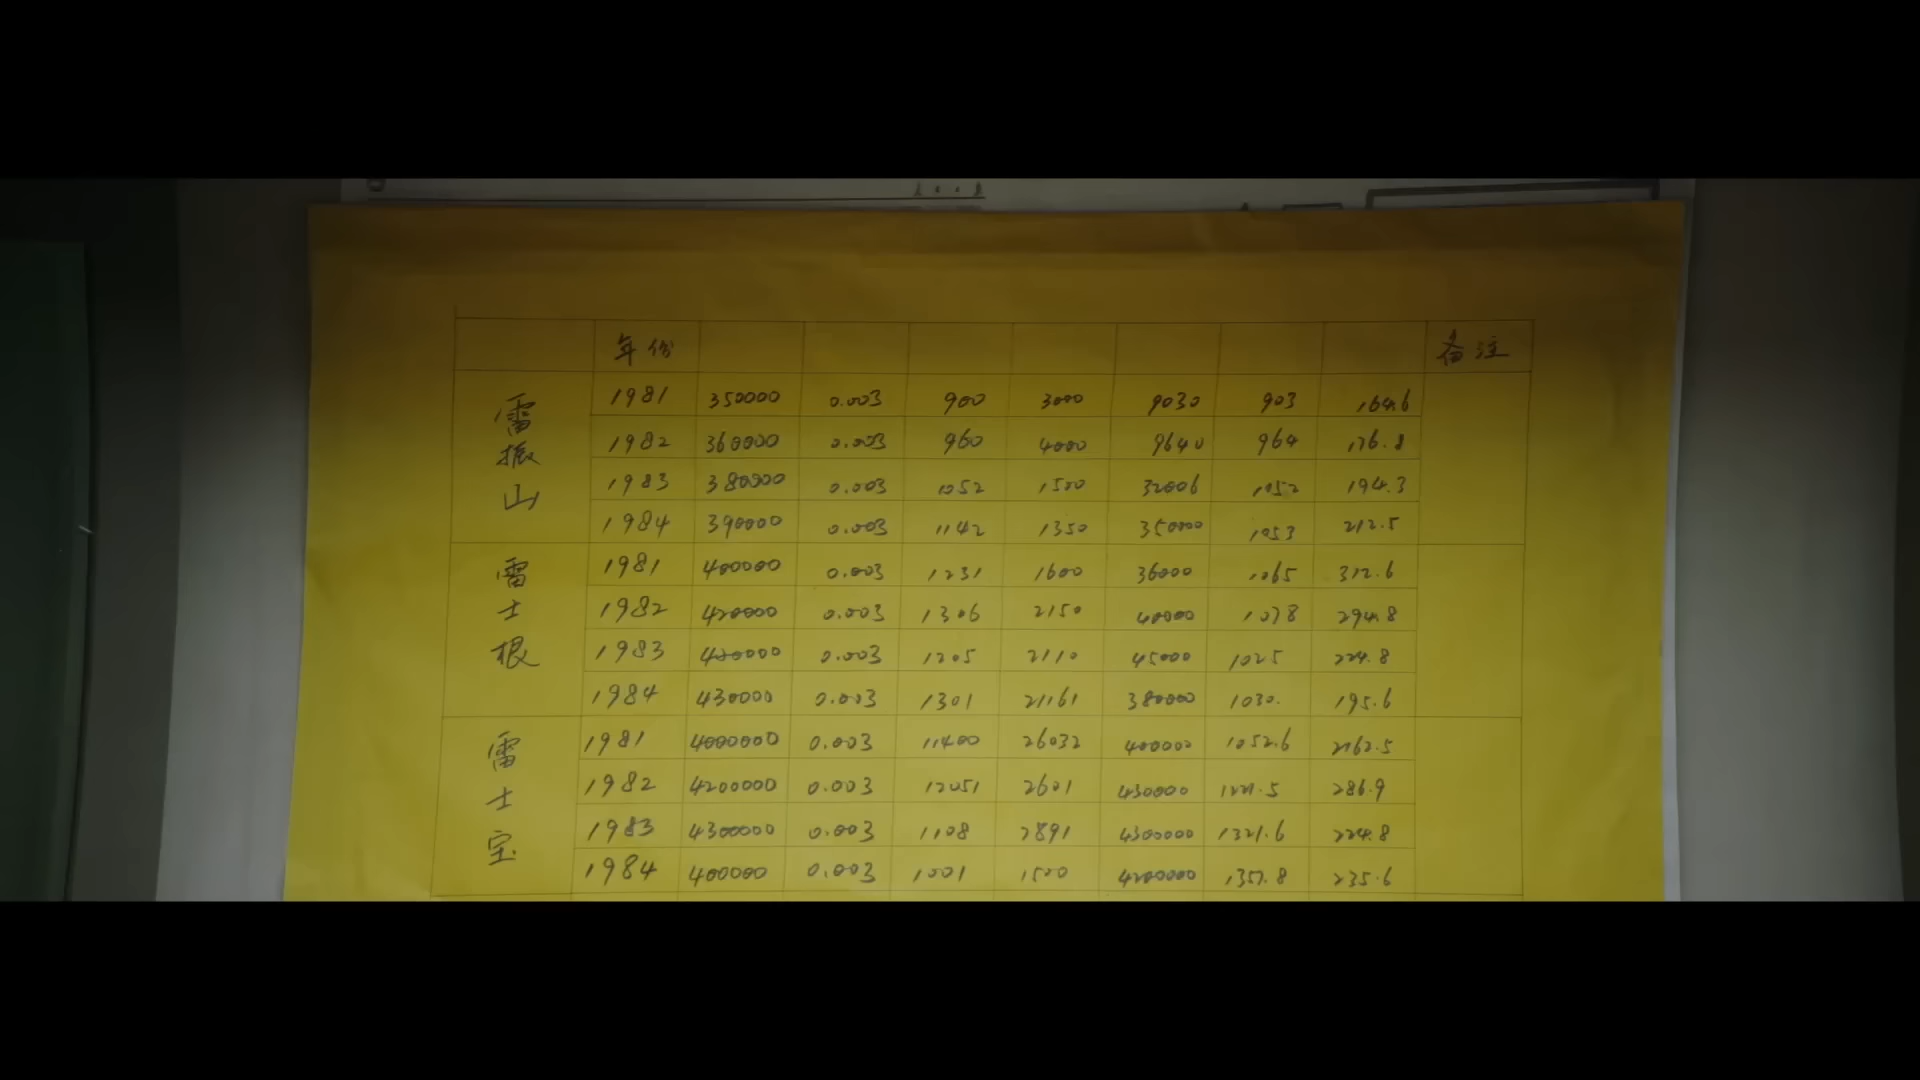 年份 备注
雷振山
1981 350000 0.003 900 3000 9030 903 164.6
1982 360000 0.003 960 4000 9640 964 176.8
1983 380000 0.003 1052 1500 32006 1052 194.3
1984 390000 0.003 1142 1350 350000 1053 212.5
雷士根
1981 400000 0.003 1231 1600 36000 1065 312.6
1982 420000 0.003 1306 2150 40000 1078 294.8
1983 420000 0.003 1205 2110 45000 1025 224.8
1984 430000 0.003 1301 21161 380000 1030. 195.6
雷士宝
1981 4000000 0.003 11400 26032 400002 1052.6 2162.5
1982 4200000 0.003 12051 2601 430000 1221.5 286.9
1983 4300000 0.003 1108 2891 4300000 1321.6 224.8
1984 400000 0.003 1001 1500 4200000 1357.8 235.6